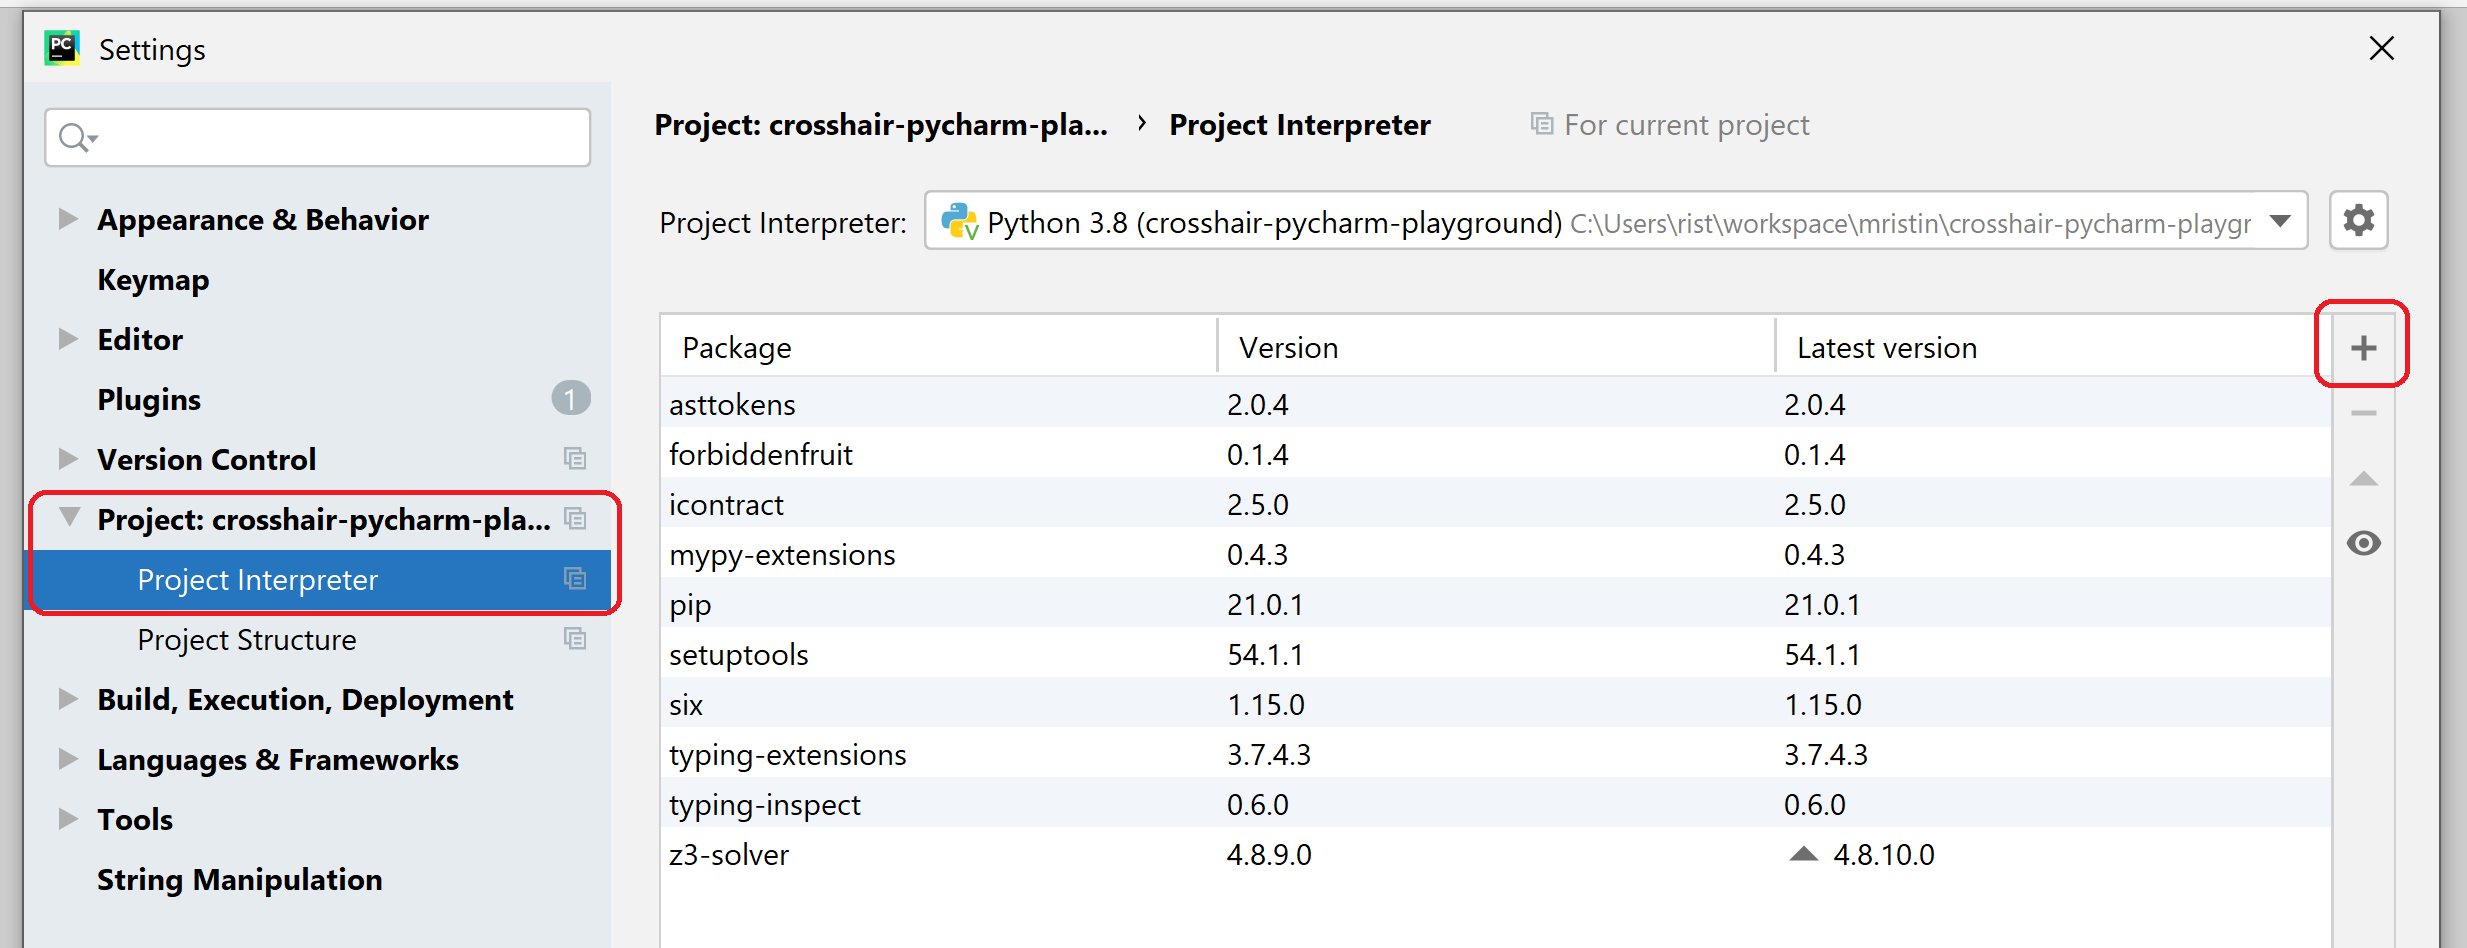 PC Settings
Appearance & Behavior
Keymap
Editor
Plugins 1
Version Control
Project: crosshair-pycharm-pla...
Project Interpreter
Project Structure
Build, Execution, Deployment
Languages & Frameworks
Tools
String Manipulation
Project: crosshair-pycharm-pla... › Project Interpreter For current project
Project Interpreter: Python 3.8 (crosshair-pycharm-playground) C:\Users\rist\workspace\mristin\crosshair-pycharm-playgr
Package Version Latest version
asttokens 2.0.4 2.0.4
forbiddenfruit 0.1.4 0.1.4
icontract 2.5.0 2.5.0
mypy-extensions 0.4.3 0.4.3
pip 21.0.1 21.0.1
setuptools 54.1.1 54.1.1
six 1.15.0 1.15.0
typing-extensions 3.7.4.3 3.7.4.3
typing-inspect 0.6.0 0.6.0
z3-solver 4.8.9.0 4.8.10.0